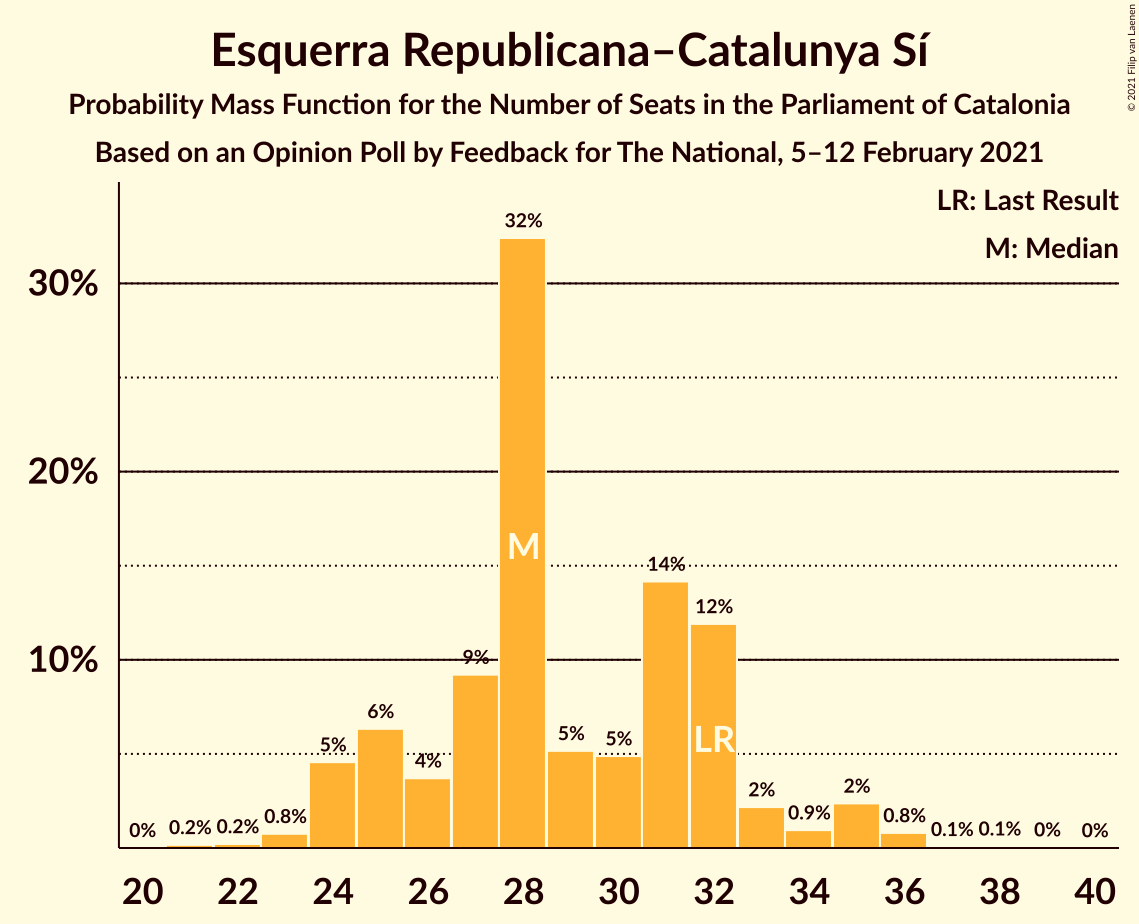 Esquerra Republicana–Catalunya Sí
Probability Mass Function for the Number of Seats in the Parliament of Catalonia
Based on an Opinion Poll by Feedback for The National, 5–12 February 2021
© 2021 Filip van Laenen
LR: Last Result
M: Median
30%
20%
10%
0%
0.2%
0.2%
0.8%
5%
6%
4%
9%
32%
M
5%
5%
14%
12%
LR
2%
0.9%
2%
0.8%
0.1%
0.1%
0%
0%
20 22 24 26 28 30 32 34 36 38 40